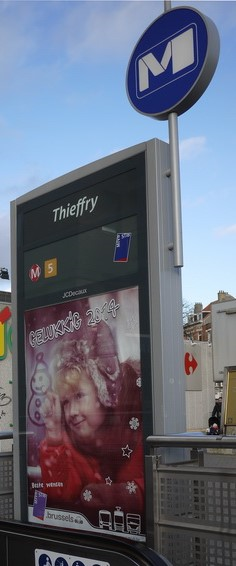 M
Thieffry
M 5
JCDecaux
GELUKKIG 2014
Beste wensen
.brussels